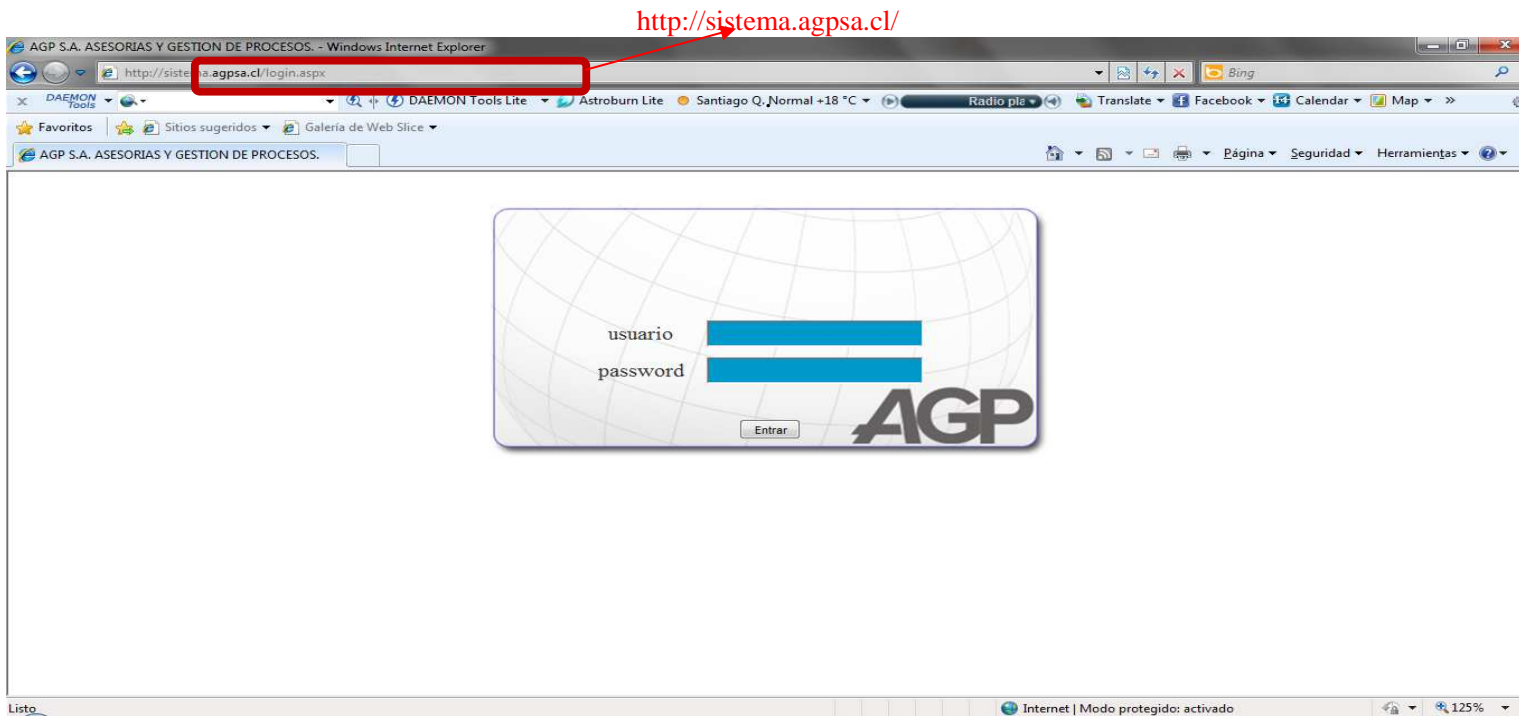 http://sistema.agpsa.cl/
AGP S.A. ASESORIAS Y GESTION DE PROCESOS. - Windows Internet Explorer
http://sistema.agpsa.cl/login.aspx
Bing
DAEMON Tools
DAEMON Tools Lite
Astroburn Lite
Santiago Q. Normal +18 °C
Radio pla
Translate
Facebook
Calendar
Map
»
Favoritos
Sitios sugeridos
Galería de Web Slice
AGP S.A. ASESORIAS Y GESTION DE PROCESOS.
Página
Seguridad
Herramientas
usuario
password
Entrar
AGP
Listo
Internet | Modo protegido: activado
125%